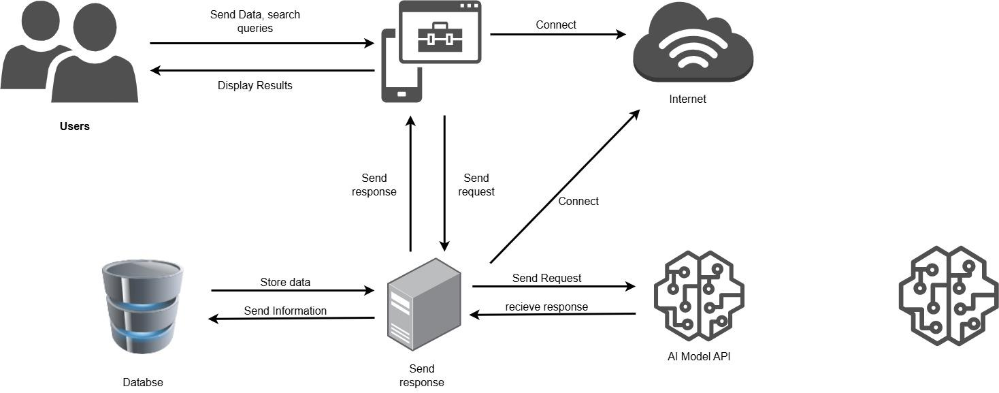 Send Data, search
queries
Connect
Display Results
Internet
Users
Send
response
Send
request
Connect
Store data
Send Request
Send Information
recieve response
AI Model API
Send
response
Databse